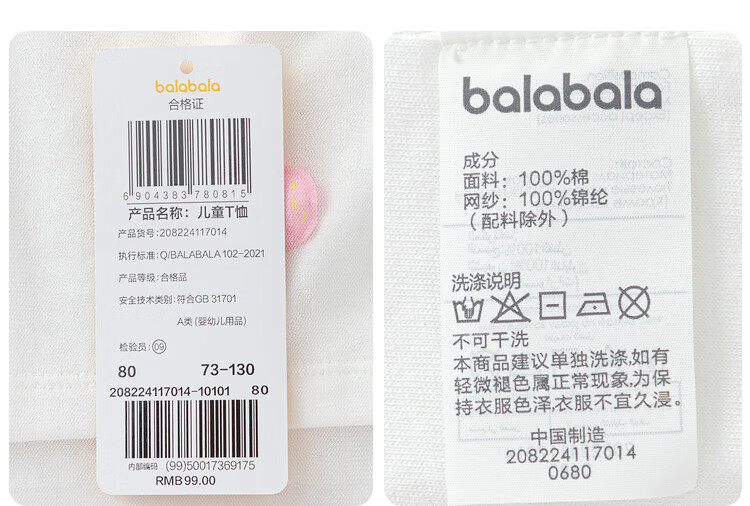 balabala
合格证
6904383780815
产品名称：儿童T恤
产品货号：208224117014
执行标准：Q/BALABALA 102-2021
产品等级：合格品
安全技术类别：符合GB 31701
A类 (婴幼儿用品)
检验员：09
80 73-130
208224117014-10101 80
内部编码 (99)50017369175
RMB99.00
balabala
成分
面料：100%棉
网纱：100%锦纶
（配料除外）
洗涤说明
不可干洗
本商品建议单独洗涤,如有
轻微褪色属正常现象,为保
持衣服色泽,衣服不宜久浸。
中国制造
208224117014
0680